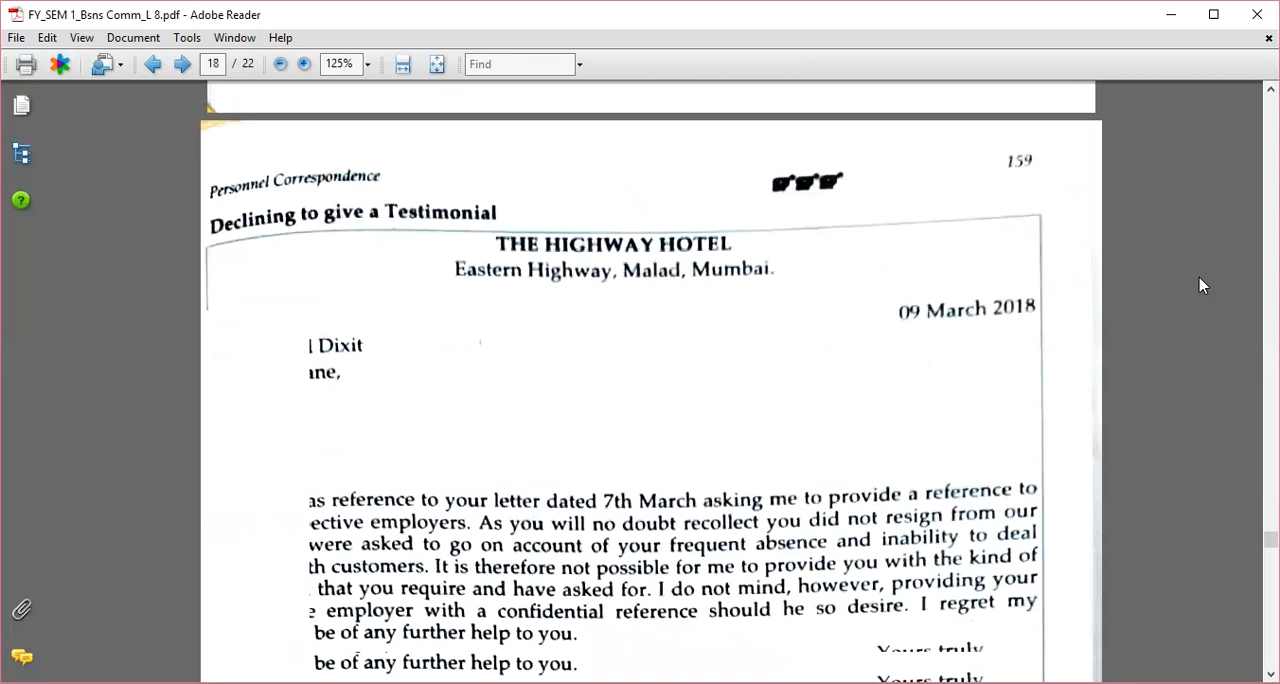 FY_SEM 1_Bsns Comm_L 8.pdf - Adobe Reader
File Edit View Document Tools Window Help
18 / 22 125% Find
159
Personnel Correspondence
Declining to give a Testimonial
THE HIGHWAY HOTEL
Eastern Highway, Malad, Mumbai.
09 March 2018
Dixit
ane,
as reference to your letter dated 7th March asking me to provide a reference to
ective employers. As you will no doubt recollect you did not resign from our
were asked to go on account of your frequent absence and inability to deal
th customers. It is therefore not possible for me to provide you with the kind of
that you require and have asked for. I do not mind, however, providing your
employer with a confidential reference should he so desire. I regret my
be of any further help to you.
Yours truly
be of any further help to you.
Yours truly